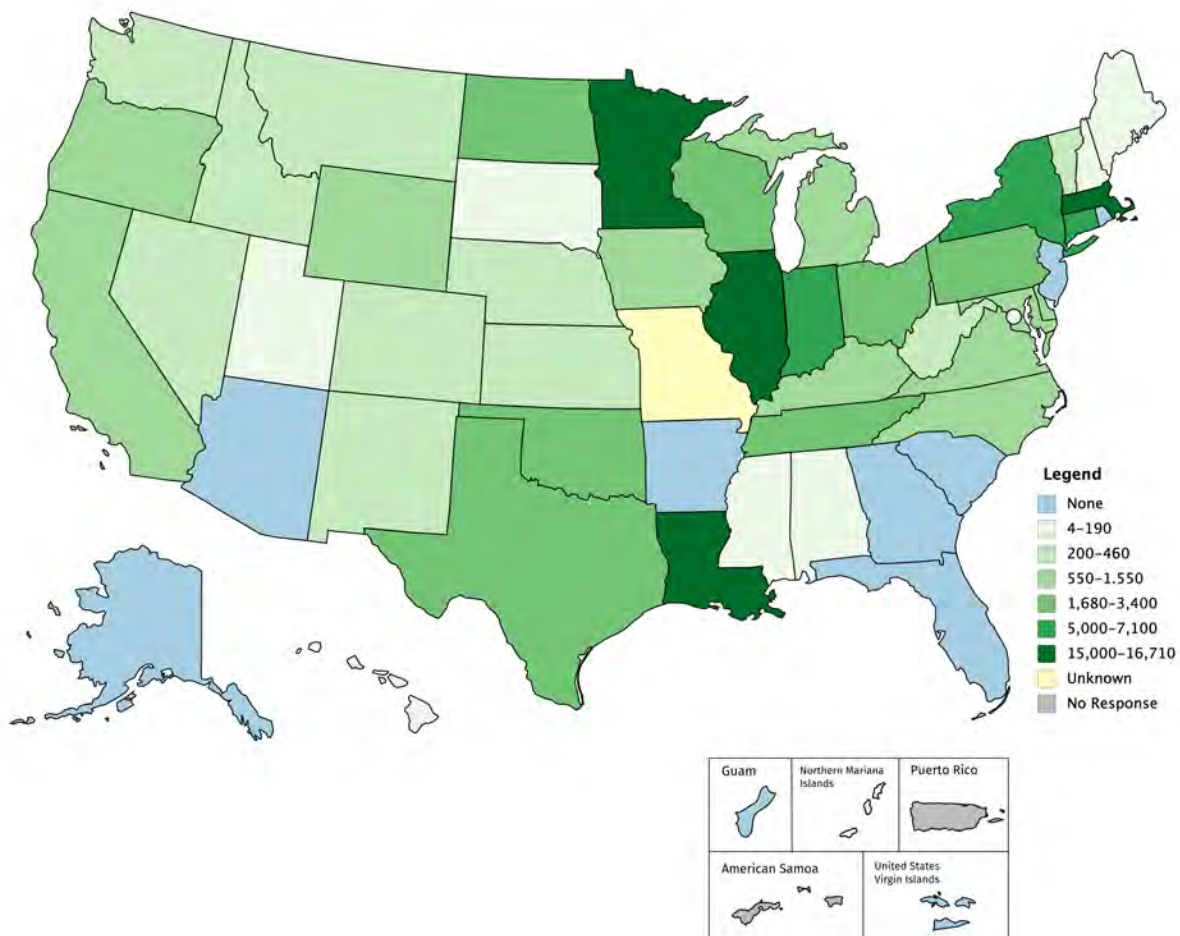 Legend
None
4–190
200–460
550–1.550
1,680–3,400
5,000–7,100
15,000–16,710
Unknown
No Response
Guam
Northern Mariana
Islands
Puerto Rico
American Samoa
United States
Virgin Islands